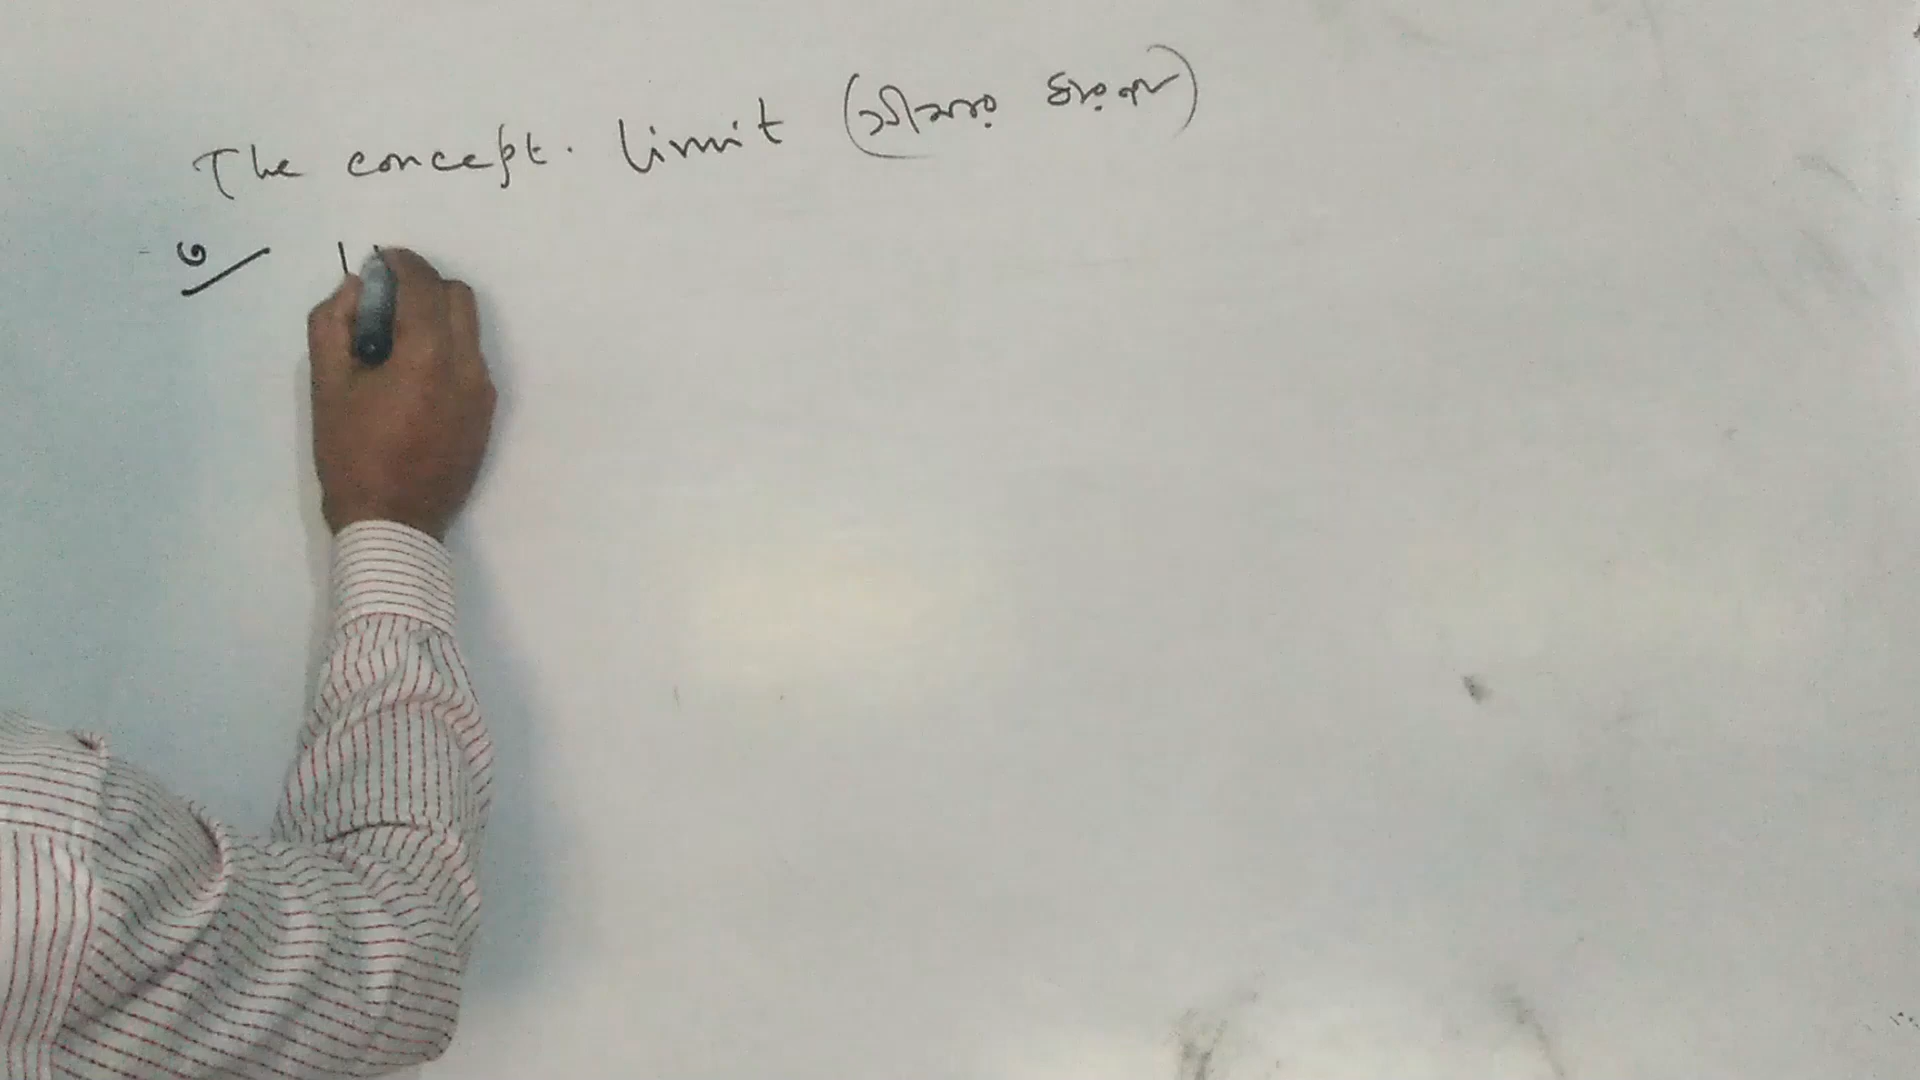 The concept. limit (সীমার ধারণা)
৩